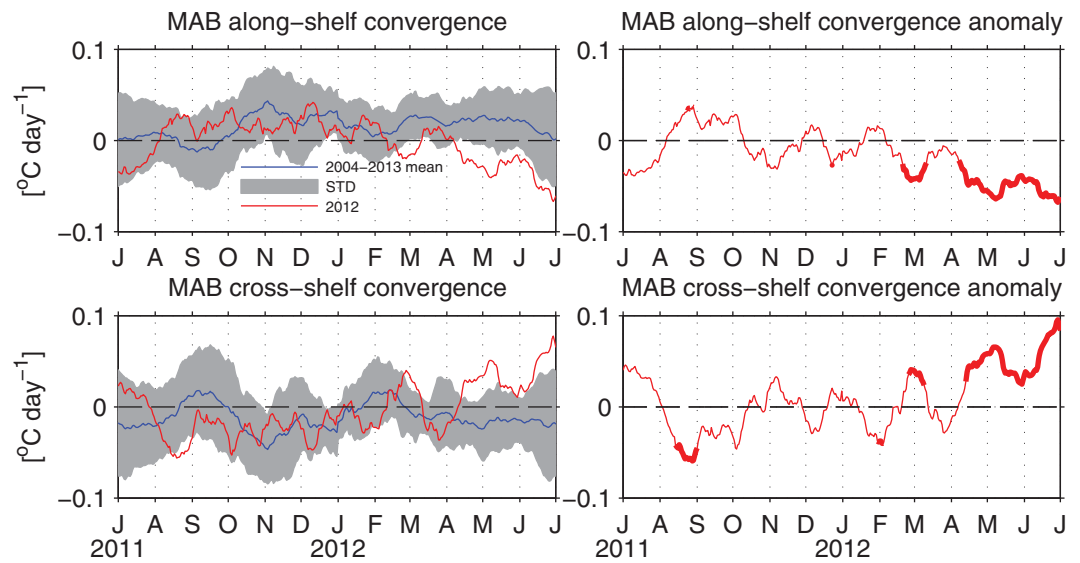 MAB along−shelf convergence
MAB along−shelf convergence anomaly
[°C day⁻¹]
0.1
0
−0.1
2004−2013 mean
STD
2012
J A S O N D J F M A M J J
0.1
0
−0.1
J A S O N D J F M A M J J
MAB cross−shelf convergence
MAB cross−shelf convergence anomaly
[°C day⁻¹]
0.1
0
−0.1
J A S O N D J F M A M J J
2011 2012
0.1
0
−0.1
J A S O N D J F M A M J J
2011 2012